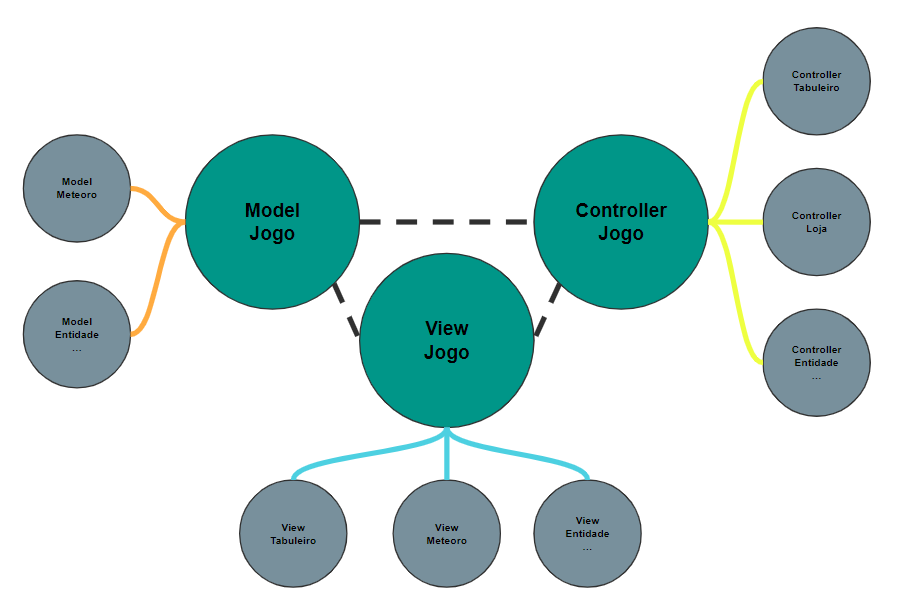 Controller
Tabuleiro
Model
Meteoro
Model
Jogo
Controller
Jogo
Controller
Loja
Model
Entidade
...
View
Jogo
Controller
Entidade
...
View
Tabuleiro
View
Meteoro
View
Entidade
...